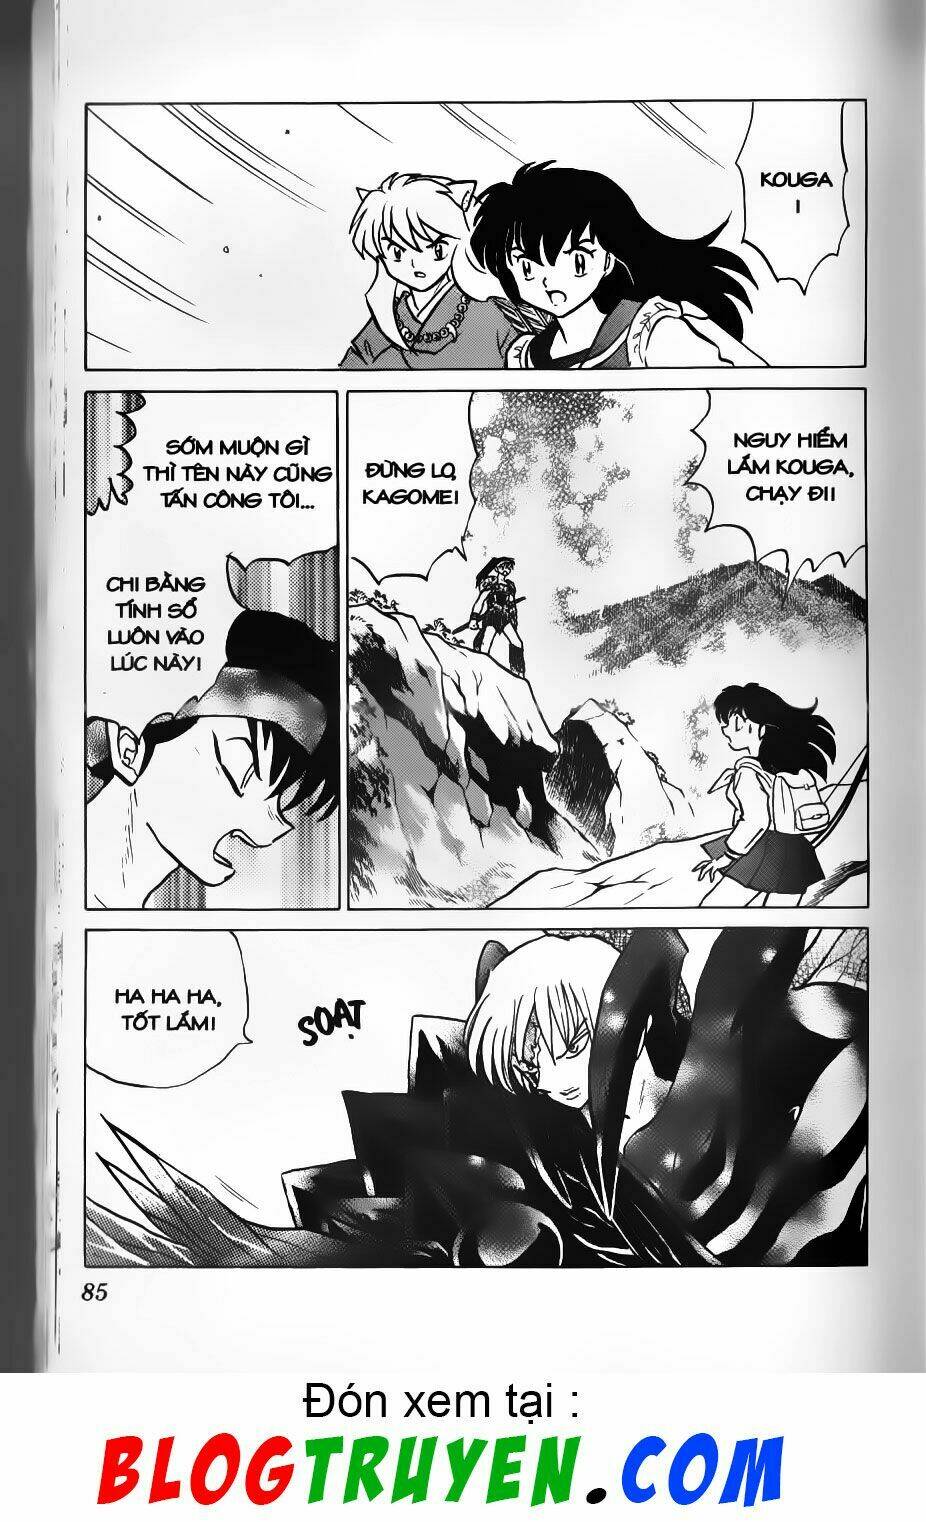 KOUGA
!
NGUY HIỂM
LẮM KOUGA,
CHẠY ĐI!
ĐỪNG LO,
KAGOME!
SỚM MUỘN GÌ
THÌ TÊN NÀY CŨNG
TẤN CÔNG TÔI...
CHI BẰNG
TÍNH SỔ
LUÔN VÀO
LÚC NÀY!
HA HA HA,
TỐT LẮM!
SOẠT
85
Đón xem tại :
BLOGTRUYEN.COM